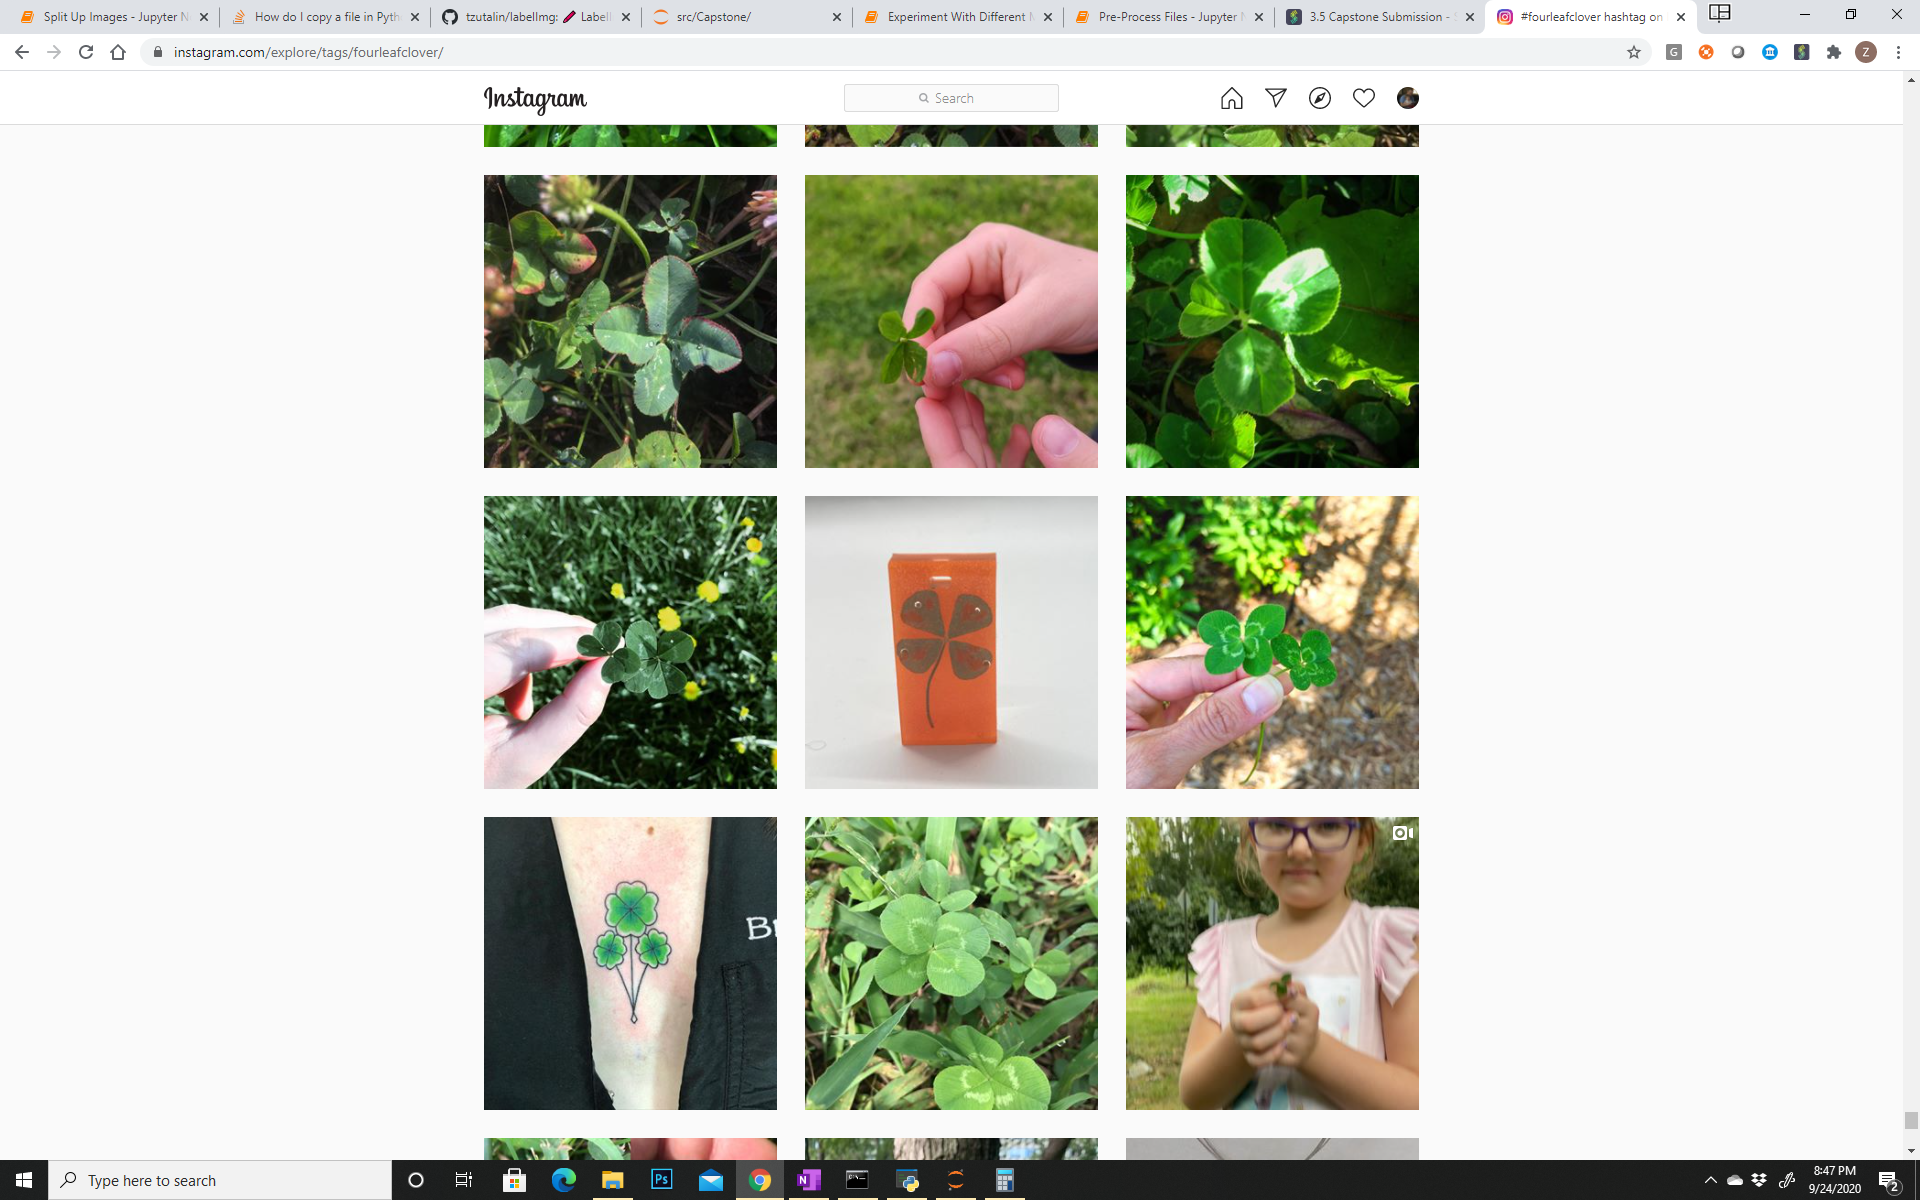 Split Up Images - Jupyter N
How do I copy a file in Pyth
tzutalin/labelImg:
Labell
src/Capstone/
Experiment With Different M
Pre-Process Files - Jupyter N
3.5 Capstone Submission - S
#fourleafclover hashtag on
instagram.com/explore/tags/fourleafclover/
G
Z
Instagram
Search
Ps
N
Type here to search
8:47 PM
9/24/2020
2